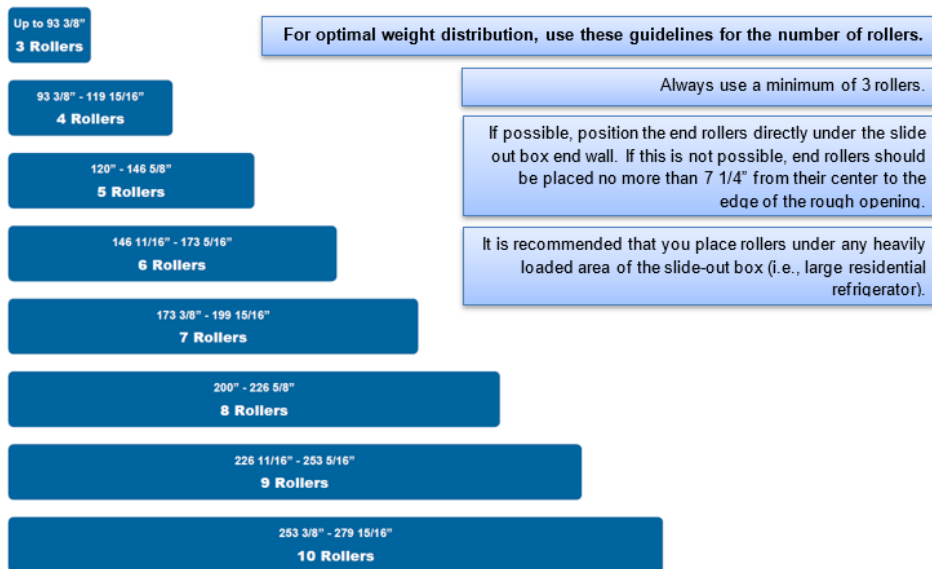 Up to 93 3/8”
3 Rollers
For optimal weight distribution, use these guidelines for the number of rollers.
93 3/8” - 119 15/16”
4 Rollers
Always use a minimum of 3 rollers.
120” - 146 5/8”
5 Rollers
If possible, position the end rollers directly under the slide
out box end wall. If this is not possible, end rollers should
be placed no more than 7 1/4” from their center to the
edge of the rough opening.
146 11/16” - 173 5/16”
6 Rollers
It is recommended that you place rollers under any heavily
loaded area of the slide-out box (i.e., large residential
refrigerator).
173 3/8” - 199 15/16”
7 Rollers
200” - 226 5/8”
8 Rollers
226 11/16” - 253 5/16”
9 Rollers
253 3/8” - 279 15/16”
10 Rollers